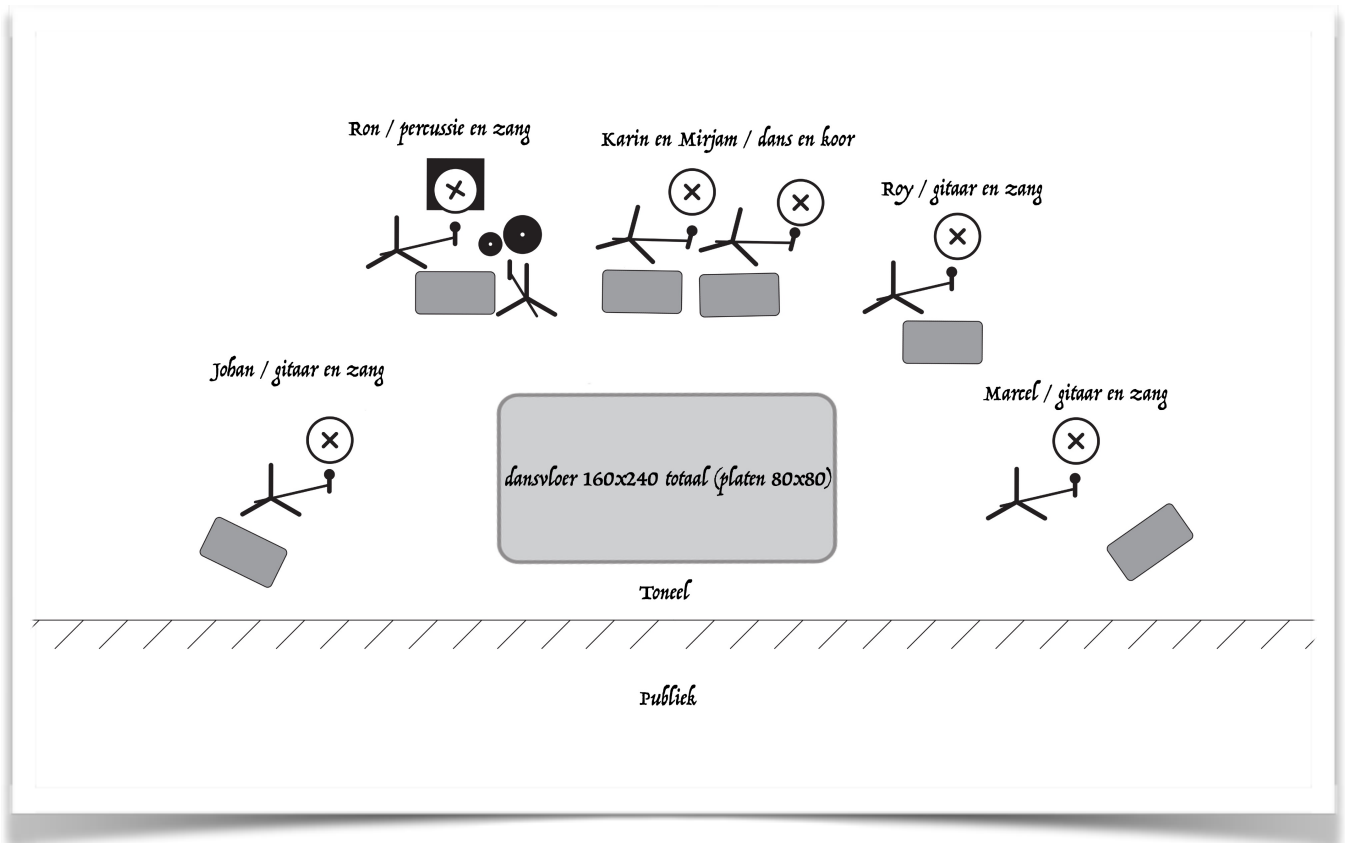 Ron / percussie en zang
Karin en Mirjam / dans en koor
Roy / gitaar en zang
Johan / gitaar en zang
Marcel / gitaar en zang
dansvloer 160x240 totaal (platen 80x80)
Toneel
Publiek